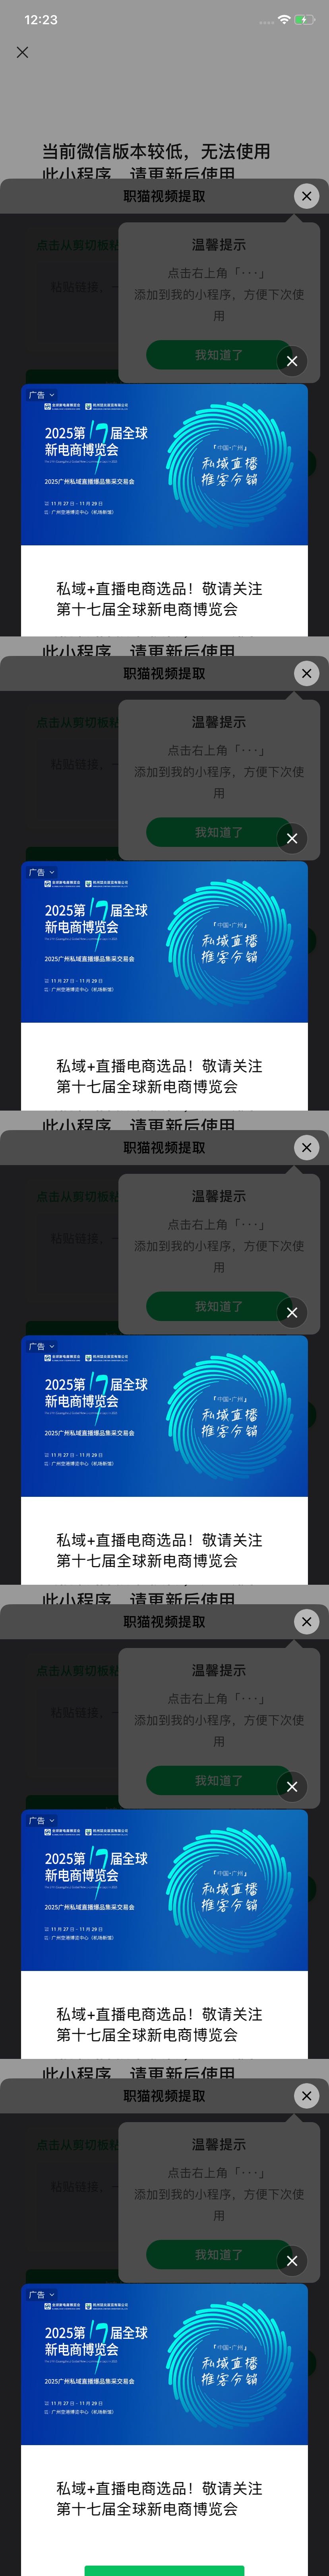 12:23
当前微信版本较低，无法使用
此小程序，请更新后使用
职猫视频提取
点击从剪切板粘
温馨提示
粘贴链接，
点击右上角「···」
添加到我的小程序，方便下次使
用
我知道了
广告
2025第17届全球
新电商博览会
2025广州私域直播爆品集采交易会
11月27日-11月29日
广州空港博览中心（机场新馆）
「中国·广州」
私域直播
推客分销
私域+直播电商选品！敬请关注
第十七届全球新电商博览会
此小程序，请更新后使用
职猫视频提取
点击从剪切板粘
温馨提示
粘贴链接，
点击右上角「···」
添加到我的小程序，方便下次使
用
我知道了
广告
2025第17届全球
新电商博览会
2025广州私域直播爆品集采交易会
11月27日-11月29日
广州空港博览中心（机场新馆）
「中国·广州」
私域直播
推客分销
私域+直播电商选品！敬请关注
第十七届全球新电商博览会
此小程序，请更新后使用
职猫视频提取
点击从剪切板粘
温馨提示
粘贴链接，
点击右上角「···」
添加到我的小程序，方便下次使
用
我知道了
广告
2025第17届全球
新电商博览会
2025广州私域直播爆品集采交易会
11月27日-11月29日
广州空港博览中心（机场新馆）
「中国·广州」
私域直播
推客分销
私域+直播电商选品！敬请关注
第十七届全球新电商博览会
此小程序，请更新后使用
职猫视频提取
点击从剪切板粘
温馨提示
粘贴链接，
点击右上角「···」
添加到我的小程序，方便下次使
用
我知道了
广告
2025第17届全球
新电商博览会
2025广州私域直播爆品集采交易会
11月27日-11月29日
广州空港博览中心（机场新馆）
「中国·广州」
私域直播
推客分销
私域+直播电商选品！敬请关注
第十七届全球新电商博览会
此小程序，请更新后使用
职猫视频提取
点击从剪切板粘
温馨提示
粘贴链接，
点击右上角「···」
添加到我的小程序，方便下次使
用
我知道了
广告
2025第17届全球
新电商博览会
2025广州私域直播爆品集采交易会
11月27日-11月29日
广州空港博览中心（机场新馆）
「中国·广州」
私域直播
推客分销
私域+直播电商选品！敬请关注
第十七届全球新电商博览会